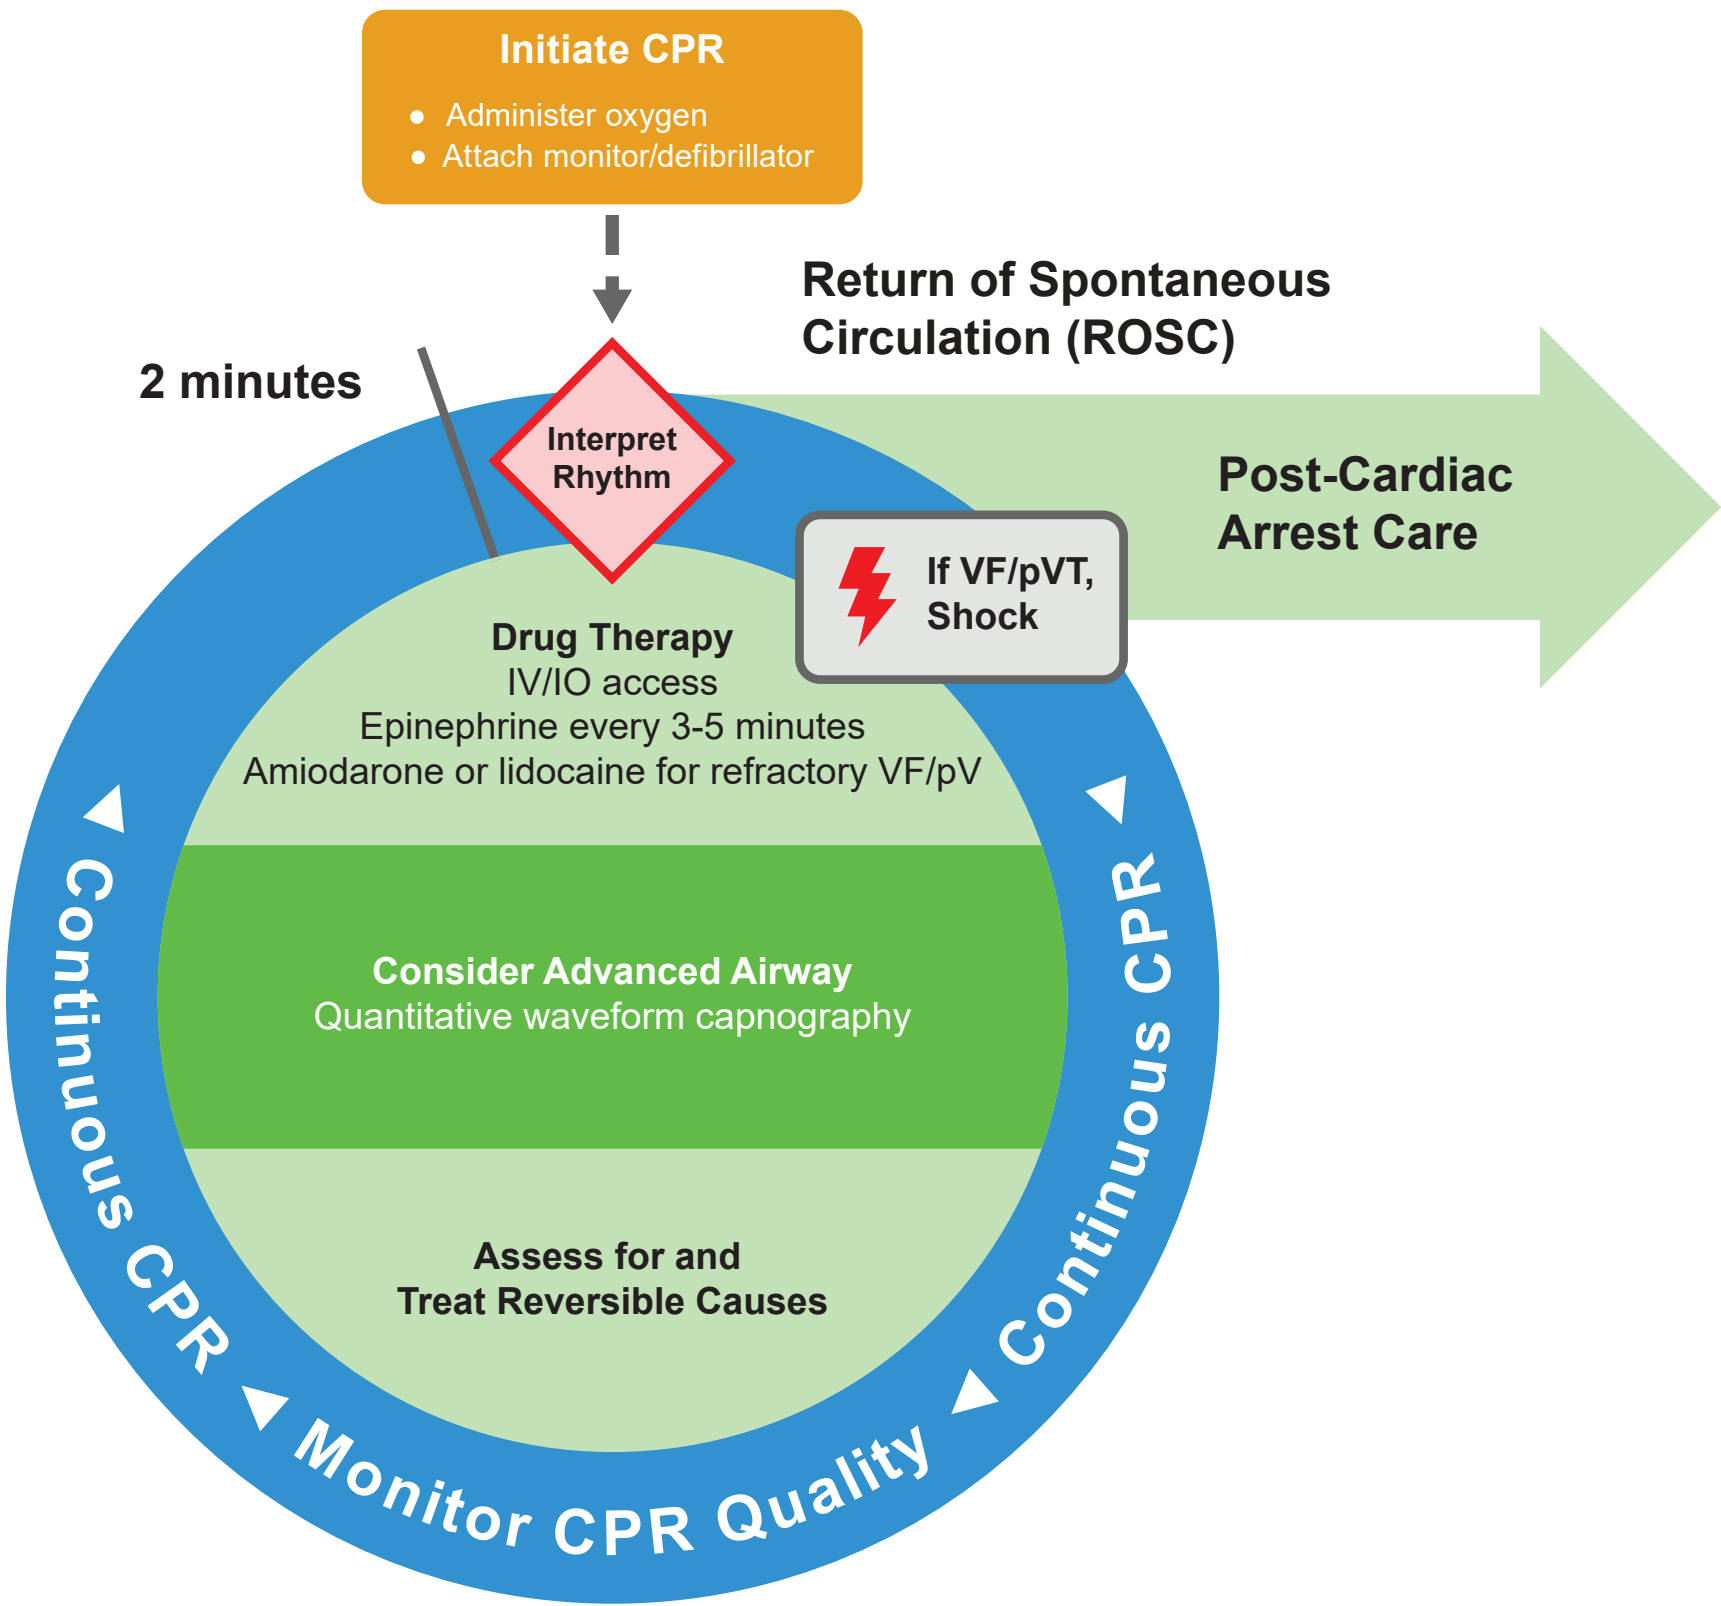 Initiate CPR
● Administer oxygen
● Attach monitor/defibrillator
Return of Spontaneous
Circulation (ROSC)
2 minutes
Interpret
Rhythm
Post-Cardiac
Arrest Care
If VF/pVT,
Shock
Drug Therapy
IV/IO access
Epinephrine every 3-5 minutes
Amiodarone or lidocaine for refractory VF/pV
Consider Advanced Airway
Quantitative waveform capnography
Assess for and
Treat Reversible Causes
Continuous CPR
Monitor CPR Quality
Continuous CPR